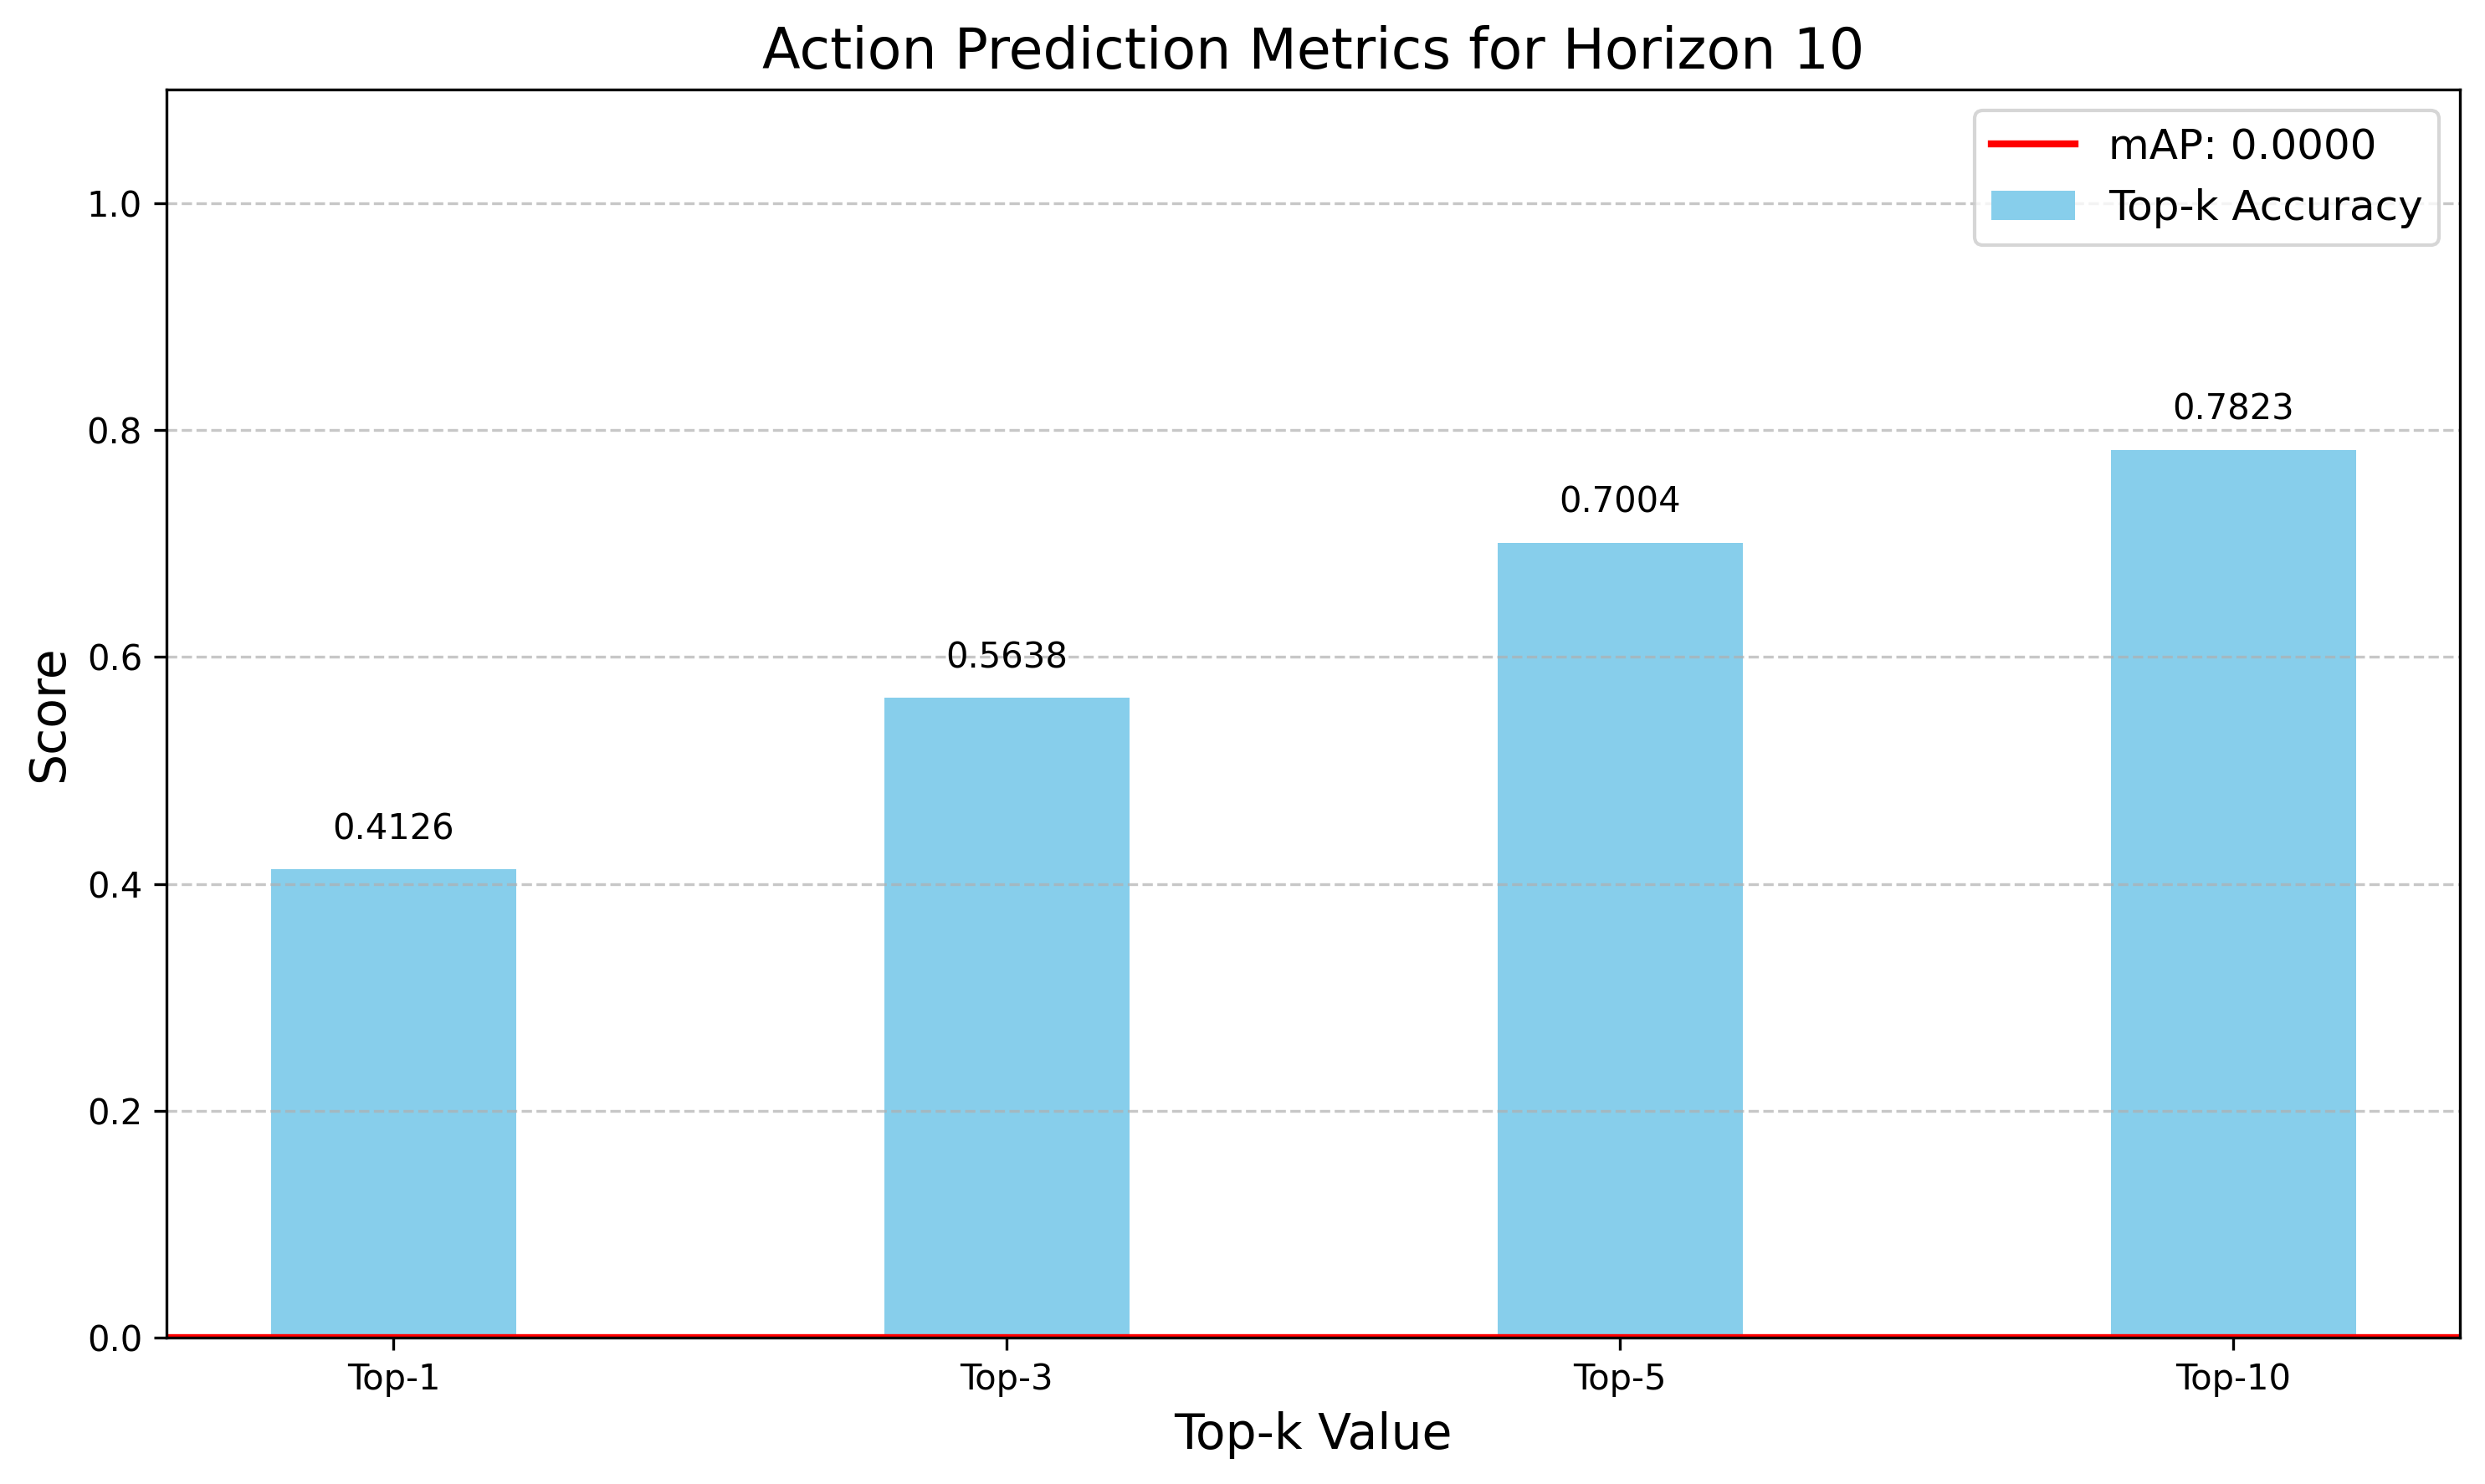 Action Prediction Metrics for Horizon 10
mAP: 0.0000
Top-k Accuracy
1.0
0.8
0.6
0.4
0.2
0.0
Score
0.4126
0.5638
0.7004
0.7823
Top-1
Top-3
Top-5
Top-10
Top-k Value